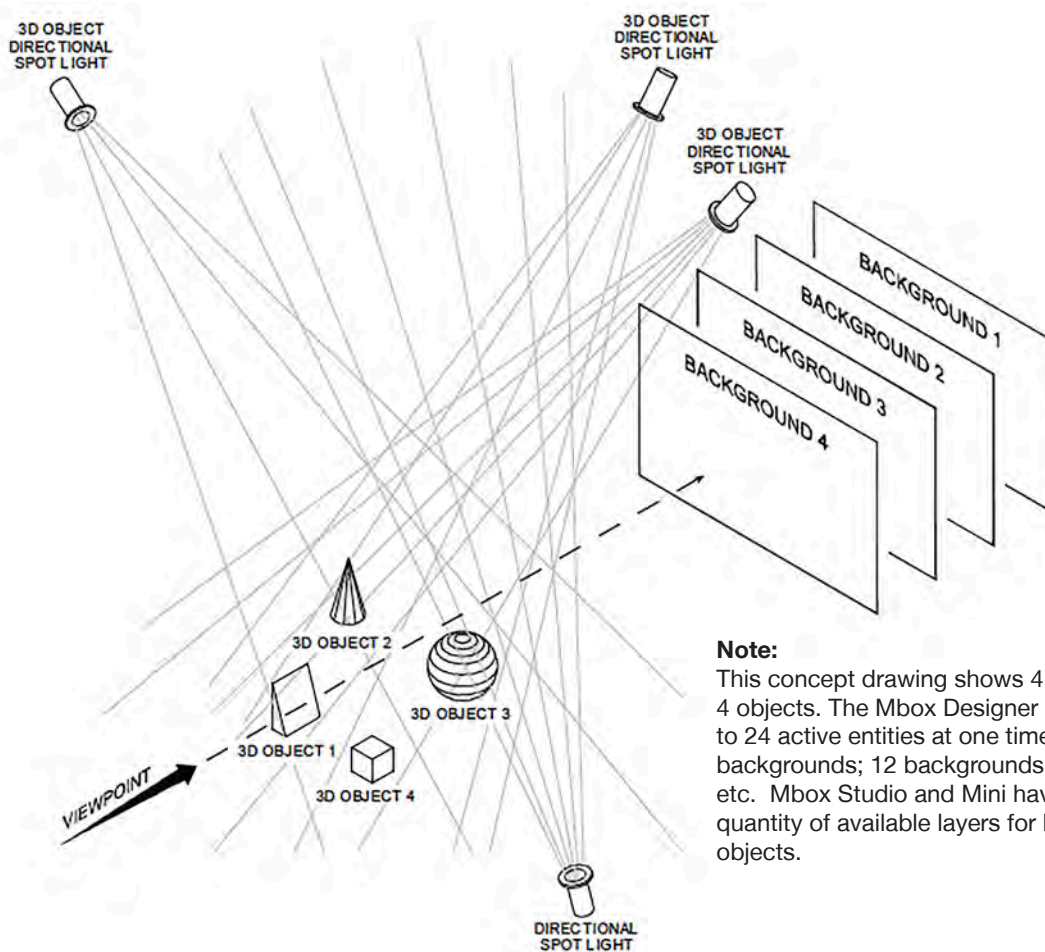 3D OBJECT
DIRECTIONAL
SPOT LIGHT
3D OBJECT
DIRECTIONAL
SPOT LIGHT
3D OBJECT
DIRECTIONAL
SPOT LIGHT
BACKGROUND 1
BACKGROUND 2
BACKGROUND 3
BACKGROUND 4
3D OBJECT 2
3D OBJECT 3
3D OBJECT 1
3D OBJECT 4
VIEWPOINT
Note:
This concept drawing shows 4
4 objects. The Mbox Designer
to 24 active entities at one time
backgrounds; 12 backgrounds
etc. Mbox Studio and Mini
quantity of available layers for
objects.
DIRECTIONAL
SPOT LIGHT